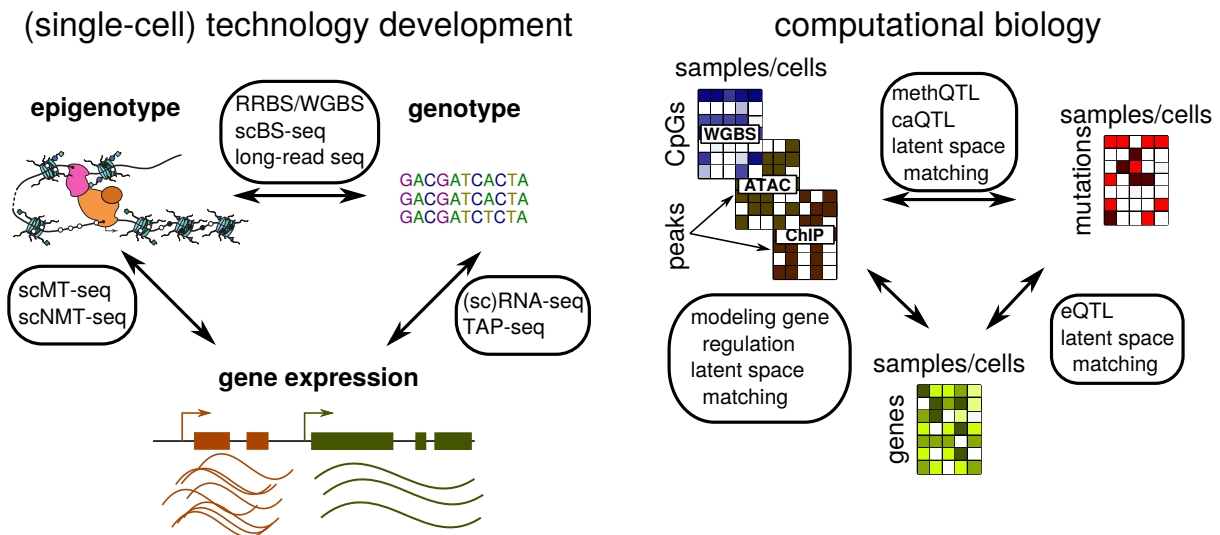 (single-cell) technology development
epigenotype
RRBS/WGBS
scBS-seq
long-read seq
genotype
GACGATCACTA
GACGATCACTA
GACGATCTCTA
scMT-seq
scNMT-seq
(sc)RNA-seq
TAP-seq
gene expression
computational biology
samples/cells
CpGs
WGBS
ATAC
ChIP
peaks
methQTL
caQTL
latent space
matching
samples/cells
mutations
modeling gene
regulation
latent space
matching
eQTL
latent space
matching
samples/cells
genes